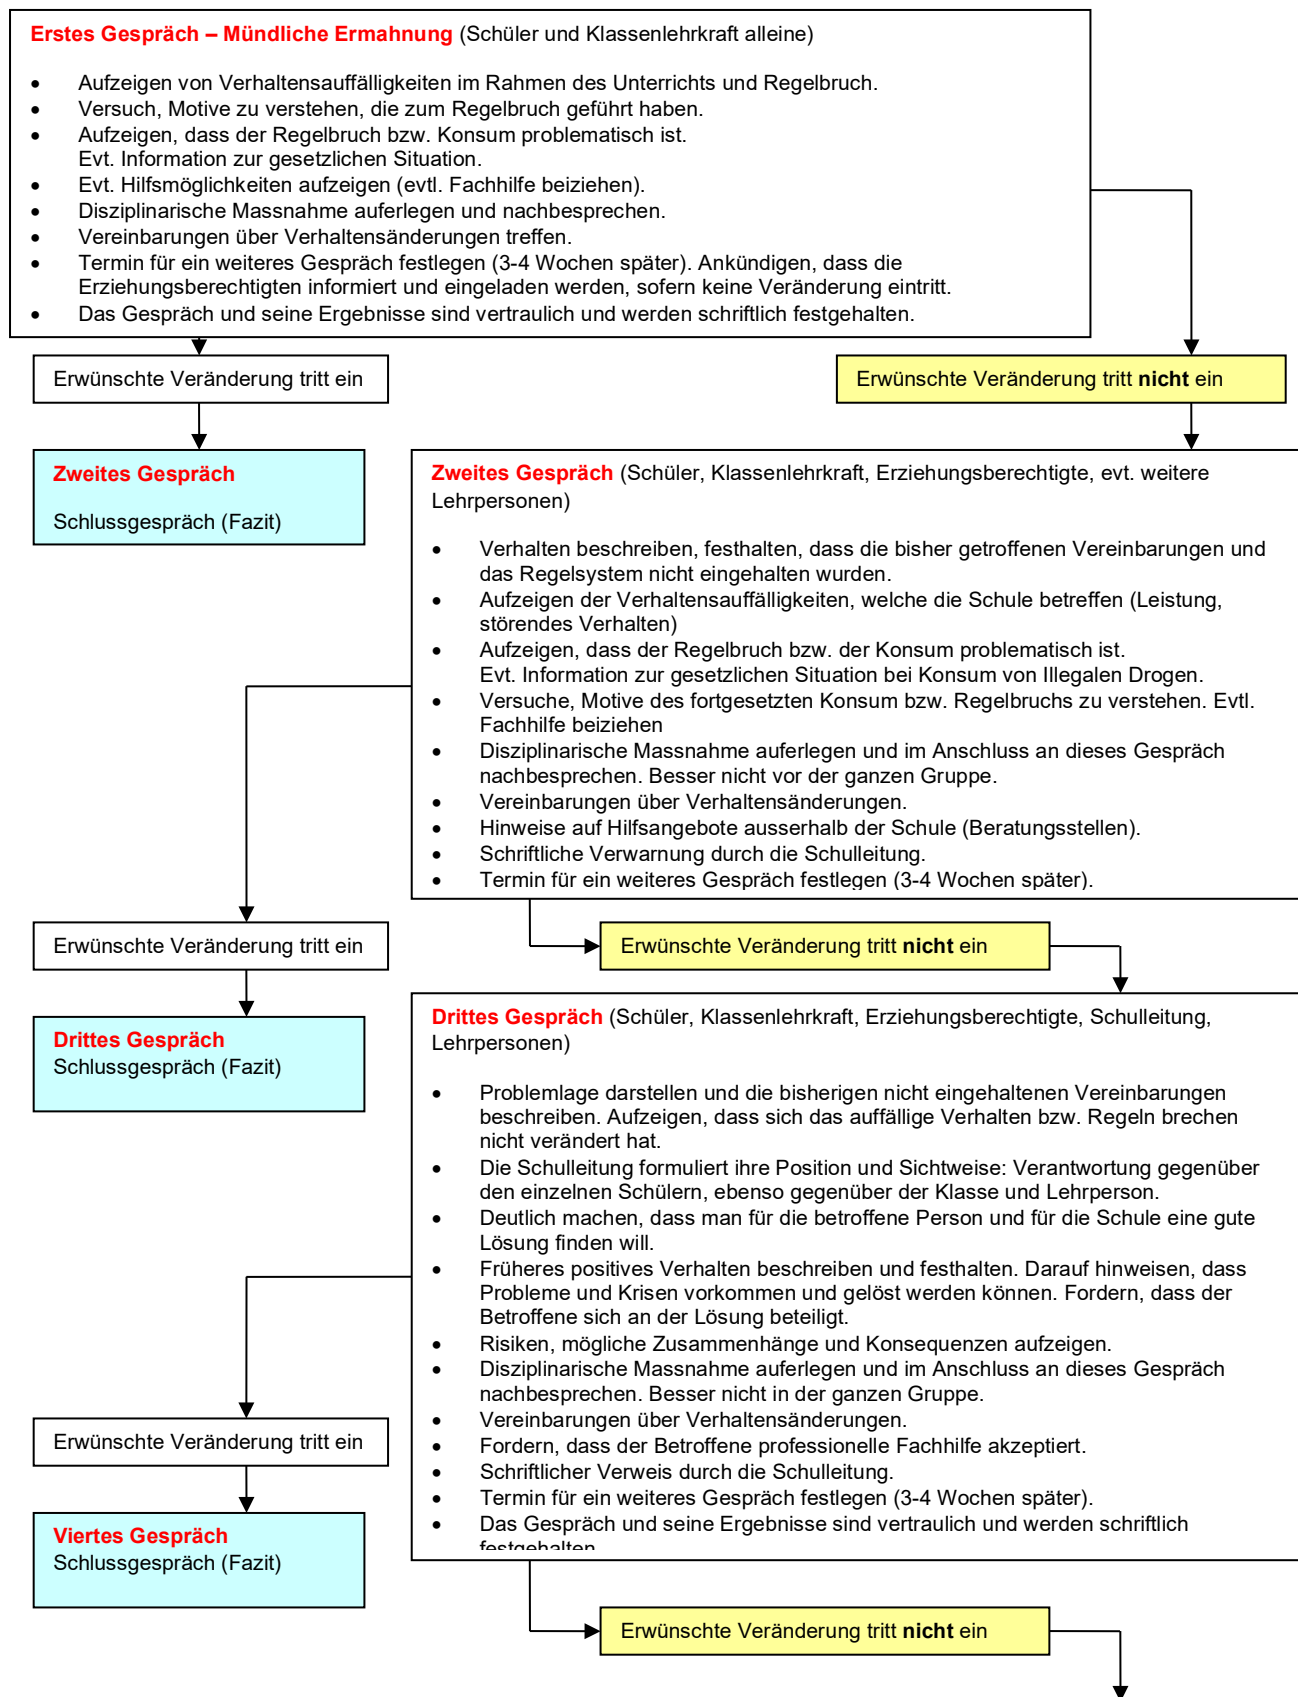 Erstes Gespräch – Mündliche Ermahnung (Schüler und Klassenlehrkraft alleine)
• Aufzeigen von Verhaltensauffälligkeiten im Rahmen des Unterrichts und Regelbruch.
• Versuch, Motive zu verstehen, die zum Regelbruch geführt haben.
• Aufzeigen, dass der Regelbruch bzw. Konsum problematisch ist.
Evt. Information zur gesetzlichen Situation.
• Evt. Hilfsmöglichkeiten aufzeigen (evtl. Fachhilfe beiziehen).
• Disziplinarische Massnahme auferlegen und nachbesprechen.
• Vereinbarungen über Verhaltensänderungen treffen.
• Termin für ein weiteres Gespräch festlegen (3-4 Wochen später). Ankündigen, dass die
Erziehungsberechtigten informiert und eingeladen werden, sofern keine Veränderung eintritt.
• Das Gespräch und seine Ergebnisse sind vertraulich und werden schriftlich festgehalten.
Erwünschte Veränderung tritt ein
Erwünschte Veränderung tritt nicht ein
Zweites Gespräch
Schlussgespräch (Fazit)
Zweites Gespräch (Schüler, Klassenlehrkraft, Erziehungsberechtigte, evt. weitere
Lehrpersonen)
• Verhalten beschreiben, festhalten, dass die bisher getroffenen Vereinbarungen und
das Regelsystem nicht eingehalten wurden.
• Aufzeigen der Verhaltensauffälligkeiten, welche die Schule betreffen (Leistung,
störendes Verhalten)
• Aufzeigen, dass der Regelbruch bzw. der Konsum problematisch ist.
Evt. Information zur gesetzlichen Situation bei Konsum von Illegalen Drogen.
• Versuche, Motive des fortgesetzten Konsum bzw. Regelbruchs zu verstehen. Evtl.
Fachhilfe beiziehen
• Disziplinarische Massnahme auferlegen und im Anschluss an dieses Gespräch
nachbesprechen. Besser nicht vor der ganzen Gruppe.
• Vereinbarungen über Verhaltensänderungen.
• Hinweise auf Hilfsangebote ausserhalb der Schule (Beratungsstellen).
• Schriftliche Verwarnung durch die Schulleitung.
• Termin für ein weiteres Gespräch festlegen (3-4 Wochen später).
Erwünschte Veränderung tritt ein
Erwünschte Veränderung tritt nicht ein
Drittes Gespräch
Schlussgespräch (Fazit)
Drittes Gespräch (Schüler, Klassenlehrkraft, Erziehungsberechtigte, Schulleitung,
Lehrpersonen)
• Problemlage darstellen und die bisherigen nicht eingehaltenen Vereinbarungen
beschreiben. Aufzeigen, dass sich das auffällige Verhalten bzw. Regeln brechen
nicht verändert hat.
• Die Schulleitung formuliert ihre Position und Sichtweise: Verantwortung gegenüber
den einzelnen Schülern, ebenso gegenüber der Klasse und Lehrperson.
• Deutlich machen, dass man für die betroffene Person und für die Schule eine gute
Lösung finden will.
• Früheres positives Verhalten beschreiben und festhalten. Darauf hinweisen, dass
Probleme und Krisen vorkommen und gelöst werden können. Fordern, dass der
Betroffene sich an der Lösung beteiligt.
• Risiken, mögliche Zusammenhänge und Konsequenzen aufzeigen.
• Disziplinarische Massnahme auferlegen und im Anschluss an dieses Gespräch
nachbesprechen. Besser nicht in der ganzen Gruppe.
• Vereinbarungen über Verhaltensänderungen.
• Fordern, dass der Betroffene professionelle Fachhilfe akzeptiert.
• Schriftlicher Verweis durch die Schulleitung.
• Termin für ein weiteres Gespräch festlegen (3-4 Wochen später).
• Das Gespräch und seine Ergebnisse sind vertraulich und werden schriftlich
festgehalten
Erwünschte Veränderung tritt ein
Viertes Gespräch
Schlussgespräch (Fazit)
Erwünschte Veränderung tritt nicht ein